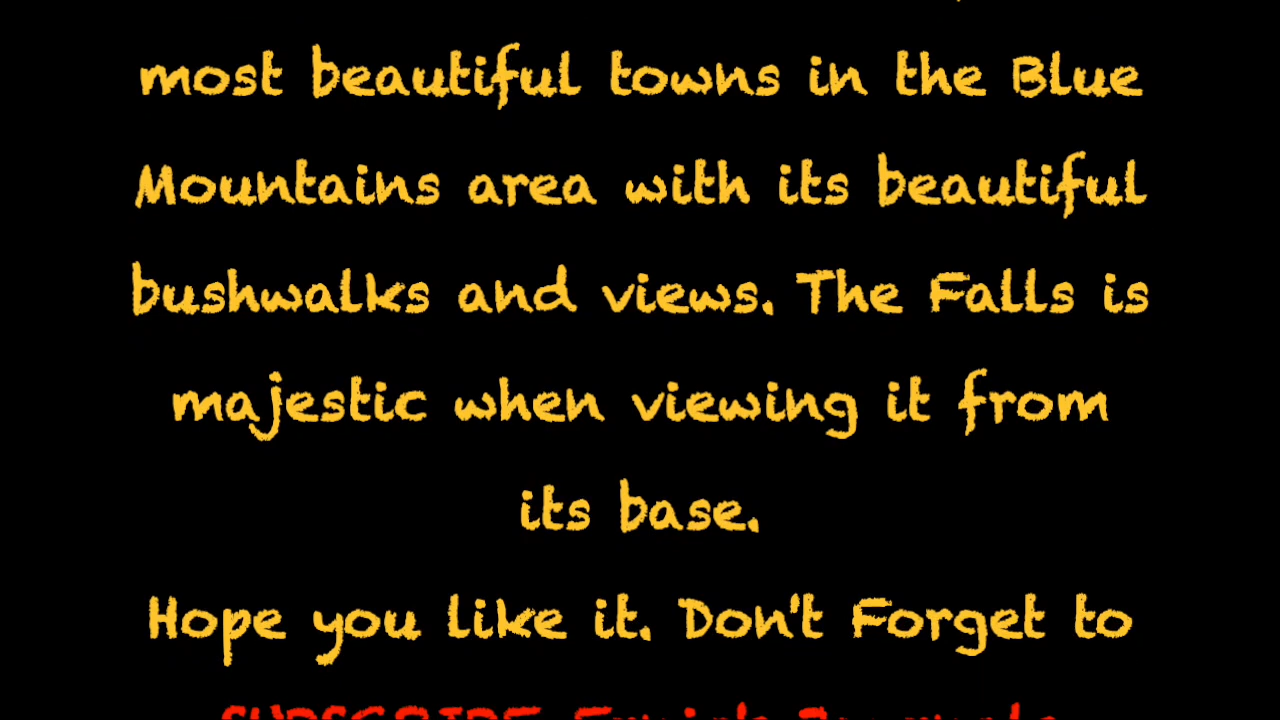 most beautiful towns in the Blue
Mountains area with its beautiful
bushwalks and views. The Falls is
majestic when viewing it from
its base.
Hope you like it. Don't Forget to
SUBSCRIBE